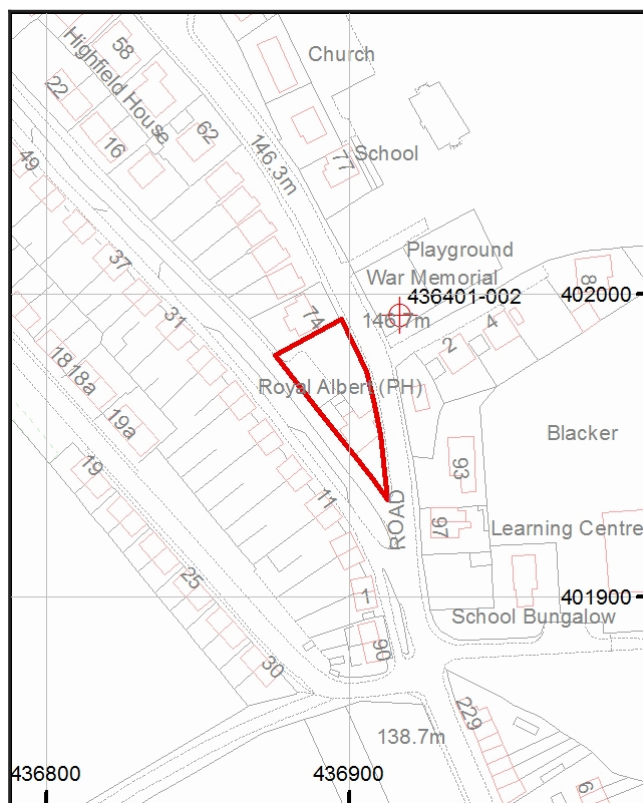 Church
58
Highfield House
22
16
62
146.3m
77
School
49
Playground
War Memorial
436401-002
402000
8
37
31
74
146.7m
4
2
Royal Albert (PH)
1818a
19a
Blacker
93
19
11
ROAD
97
Learning Centre
25
1
401900
School Bungalow
90
30
229
138.7m
6
436800
436900